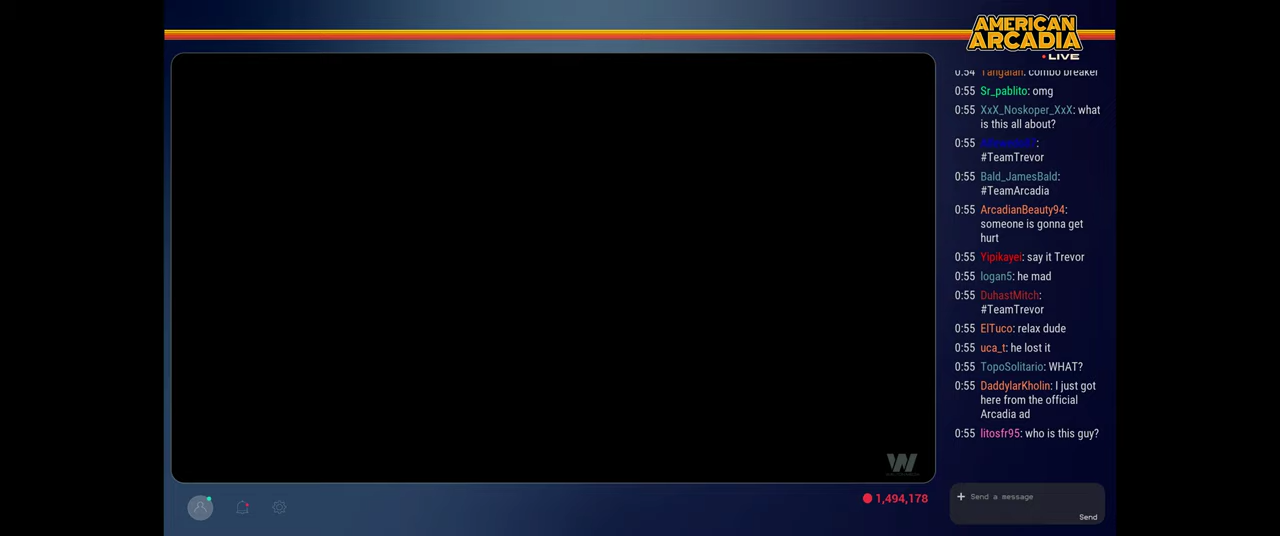 AMERICAN
ARCADIA
LIVE
0:54 Tangaian: combo breaker
0:55 Sr_pablito: omg
0:55 XxX_Noskoper_XxX: what
is this all about?
0:55 :
#TeamTrevor
0:55 Bald_JamesBald:
#TeamArcadia
0:55 ArcadianBeauty94:
someone is gonna get
hurt
0:55 Yipikayei: say it Trevor
0:55 logan5: he mad
0:55 DuhastMitch:
#TeamTrevor
0:55 ElTuco: relax dude
0:55 uca_t: he lost it
0:55 TopoSolitario: WHAT?
0:55 DaddylarKholin: I just got
here from the official
Arcadia ad
0:55 litosfr95: who is this guy?
W
1,494,178
+ Send a message
Send